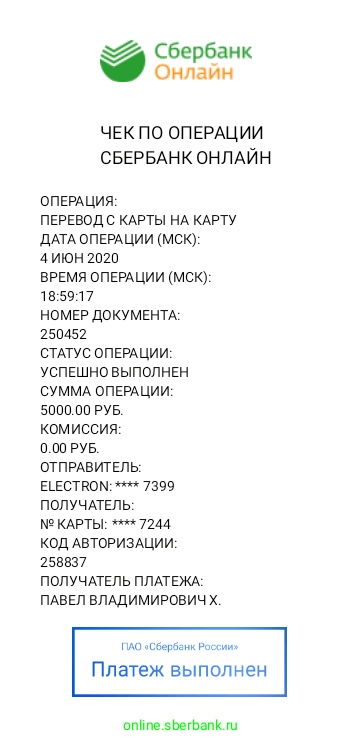 Сбербанк
Онлайн
ЧЕК ПО ОПЕРАЦИИ
СБЕРБАНК ОНЛАЙН
ОПЕРАЦИЯ:
ПЕРЕВОД С КАРТЫ НА КАРТУ
ДАТА ОПЕРАЦИИ (МСК):
4 ИЮН 2020
ВРЕМЯ ОПЕРАЦИИ (МСК):
18:59:17
НОМЕР ДОКУМЕНТА:
250452
СТАТУС ОПЕРАЦИИ:
УСПЕШНО ВЫПОЛНЕН
СУММА ОПЕРАЦИИ:
5000.00 РУБ.
КОМИССИЯ:
0.00 РУБ.
ОТПРАВИТЕЛЬ:
ELECTRON: **** 7399
ПОЛУЧАТЕЛЬ:
№ КАРТЫ: **** 7244
КОД АВТОРИЗАЦИИ:
258837
ПОЛУЧАТЕЛЬ ПЛАТЕЖА:
ПАВЕЛ ВЛАДИМИРОВИЧ Х.
ПАО «Сбербанк России»
Платеж выполнен
online.sberbank.ru